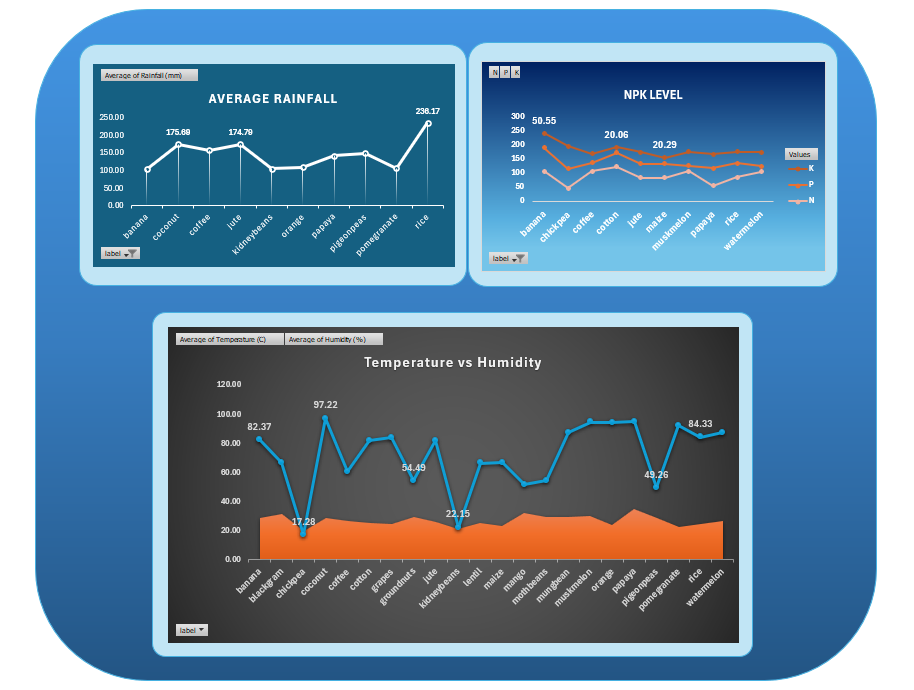 Average of Rainfall (mm)
AVERAGE RAINFALL
250.00
200.00
150.00
100.00
50.00
0.00
175.69
174.79
236.17
banana
coconut
coffee
jute
kidneybeans
orange
papaya
pigeonpeas
pomegranate
rice
label
N P K
NPK LEVEL
300
250
200
150
100
50
0
50.55
20.06
20.29
banana
chickpea
coffee
cotton
jute
maize
muskmelon
papaya
rice
watermelon
Values
K
P
N
label
Average of Temperature (C) Average of Humidity (%)
Temperature vs Humidity
120.00
100.00
80.00
60.00
40.00
20.00
0.00
82.37
17.28
97.22
54.49
22.15
49.26
84.33
banana
blackgram
chickpea
coconut
coffee
cotton
grapes
groundnuts
jute
kidneybeans
lentil
maize
mango
mothbeans
mungbean
muskmelon
orange
papaya
pigeonpeas
pomegranate
rice
watermelon
label